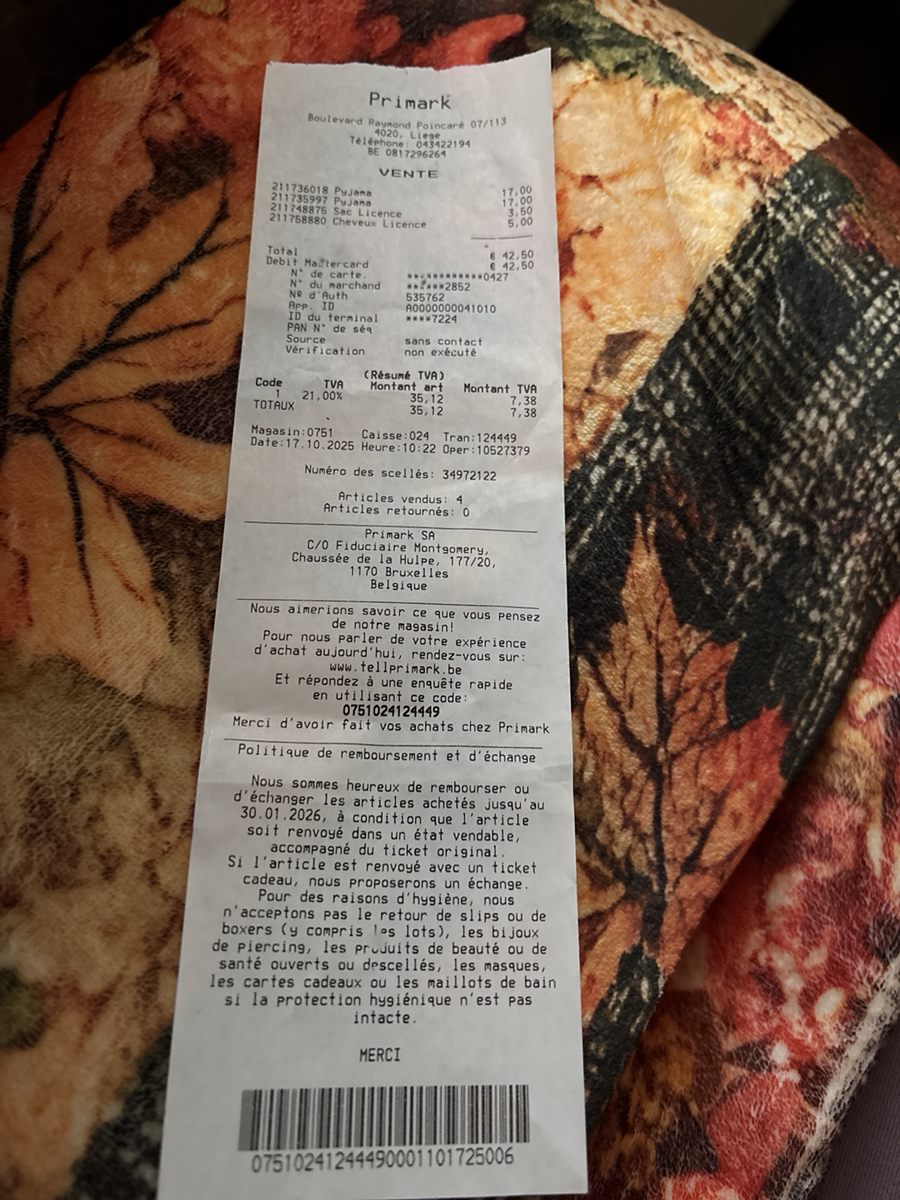 Primark
Boulevard Raymond Poincaré 07/113
4020, Liege
Téléphone: 043422194
BE 0817296264
VENTE
211736018 Pyjama 17,00
211735997 Pyjama 17,00
211748875 Sac Licence 3,50
211758880 Cheveux Licence 5,00
Total € 42,50
Debit Mastercard € 42,50
N° de carte. ************0427
N° du marchand ******2852
Nº d'Auth 535762
App. ID A0000000041010
ID du terminal ****7224
PAN N° de séq
Source sans contact
Vérification non exécuté
(Résumé TVA)
Code TVA Montant art Montant TVA
1 21,00% 35,12 7,38
TOTAUX 35,12 7,38
Magasin:0751 Caisse:024 Tran:124449
Date:17.10.2025 Heure:10:22 Oper:10527379
Numéro des scellés: 34972122
Articles vendus: 4
Articles retournés: 0
Primark SA
C/O Fiduciaire Montgomery,
Chaussée de la Hulpe, 177/20,
1170 Bruxelles
Belgique
Nous aimerions savoir ce que vous pensez
de notre magasin!
Pour nous parler de votre expérience
d'achat aujourd'hui, rendez-vous sur:
www.tellprimark.be
Et répondez à une enquête rapide
en utilisant ce code:
0751024124449
Merci d'avoir fait vos achats chez Primark
Politique de remboursement et d'échange
Nous sommes heureux de rembourser ou
d'échanger les articles achetés jusqu'au
30.01.2026, à condition que l'article
soit renvoyé dans un état vendable,
accompagné du ticket original.
Si l'article est renvoyé avec un ticket
cadeau, nous proposerons un échange.
Pour des raisons d'hygiène, nous
n'acceptons pas le retour de slips ou de
boxers (y compris les lots), les bijoux
de piercing, les produits de beauté ou de
santé ouverts ou descellés, les masques,
les cartes cadeaux ou les maillots de bain
si la protection hygiénique n'est pas
intacte.
MERCI
07510241244490001101725006